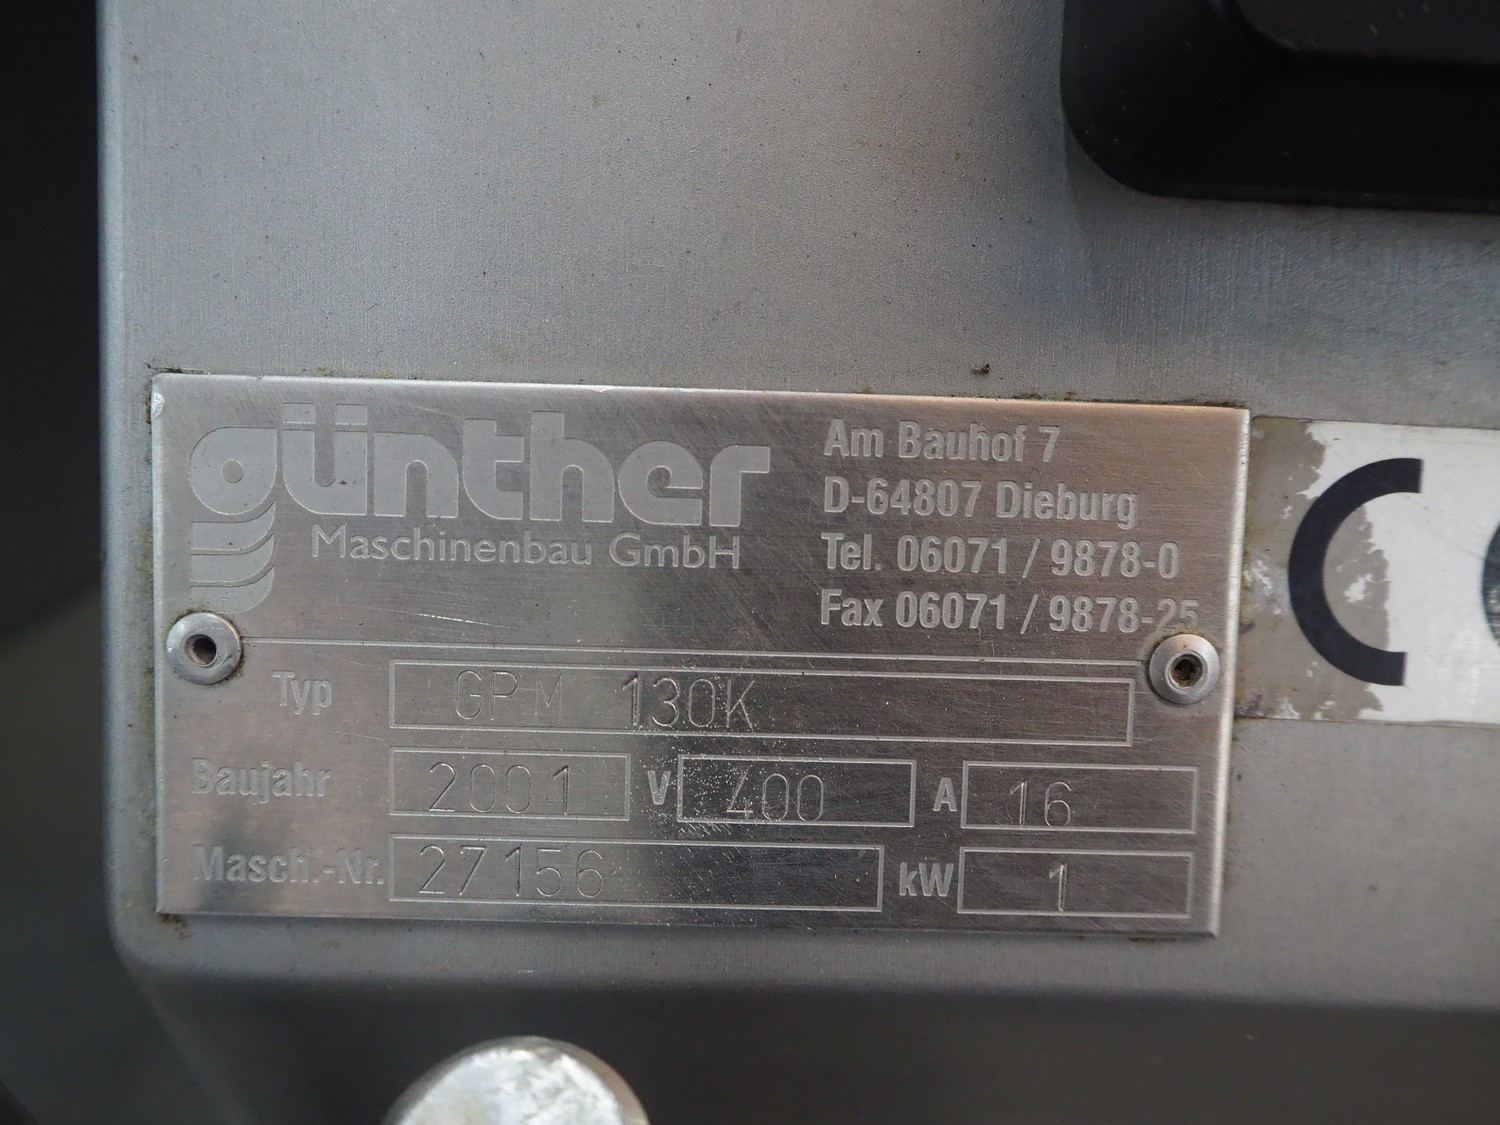 günther
Maschinenbau GmbH
Am Bauhof 7
D-64807 Dieburg
Tel. 06071 / 9878-0
Fax 06071 / 9878-25
Typ GPM 130K
Baujahr 2001 V 400 A 16
Masch.-Nr. 27156 kW 1
C